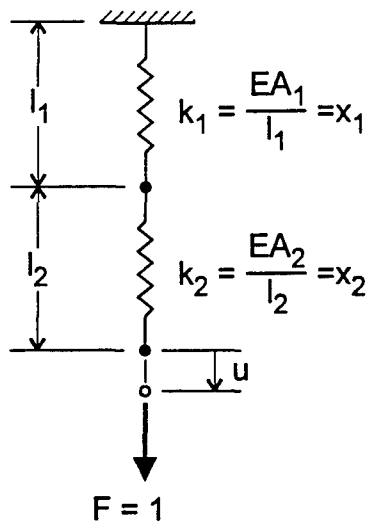 l₁
k₁ = EA₁/l₁ = x₁
l₂
k₂ = EA₂/l₂ = x₂
u
F = 1